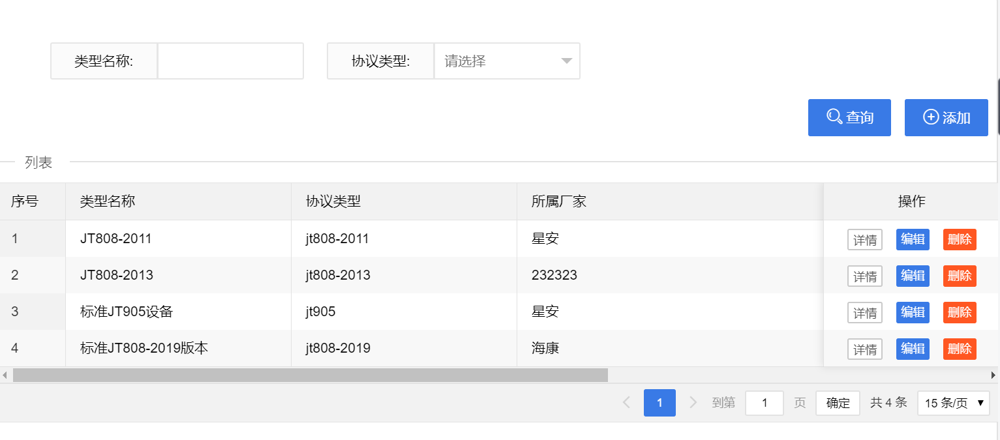 类型名称: 协议类型: 请选择
查询 添加
列表
序号 类型名称 协议类型 所属厂家 操作
1 JT808-2011 jt808-2011 星安 详情 编辑 删除
2 JT808-2013 jt808-2013 232323 详情 编辑 删除
3 标准JT905设备 jt905 星安 详情 编辑 删除
4 标准JT808-2019版本 jt808-2019 海康 详情 编辑 删除
1 到第 1 页 确定 共 4 条 15 条/页